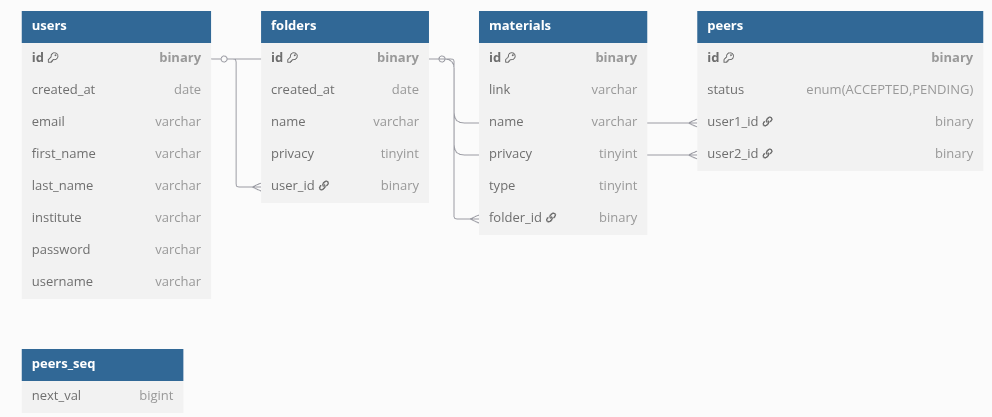 users
id binary
created_at date
email varchar
first_name varchar
last_name varchar
institute varchar
password varchar
username varchar
folders
id binary
created_at date
name varchar
privacy tinyint
user_id binary
materials
id binary
link varchar
name varchar
privacy tinyint
type tinyint
folder_id binary
peers
id binary
status enum(ACCEPTED,PENDING)
user1_id binary
user2_id binary
peers_seq
next_val bigint